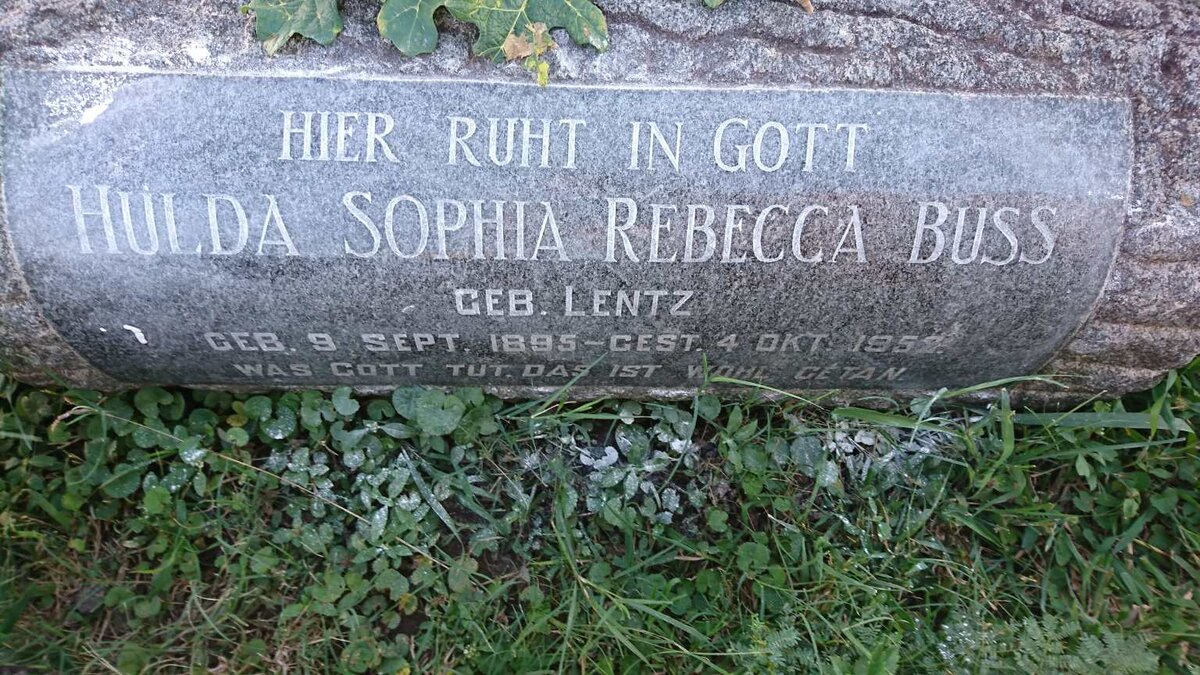 HIER RUHT IN GOTT
HULDA SOPHIA REBECCA BUSS
GEB. LENTZ
GEB. 9 SEPT. 1895-GEST. 4 OKT. 1952.
WAS GOTT TUT, DAS IST WOHL GETAN